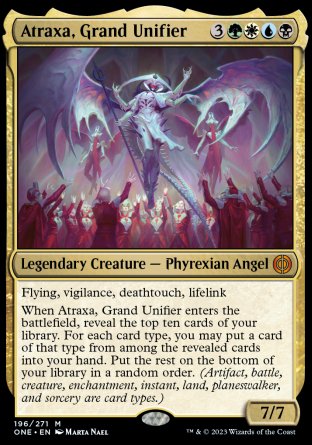 Atraxa, Grand Unifier 3
Legendary Creature — Phyrexian Angel
Flying, vigilance, deathtouch, lifelink
When Atraxa, Grand Unifier enters the
battlefield, reveal the top ten cards of your
library. For each card type, you may put a card
of that type from among the revealed cards
into your hand. Put the rest on the bottom of
your library in a random order. (Artifact, battle,
creature, enchantment, instant, land, planeswalker,
and sorcery are card types.)
7/7
196/271 M
ONE • EN Marta Nael
™ & © 2023 Wizards of the Coast